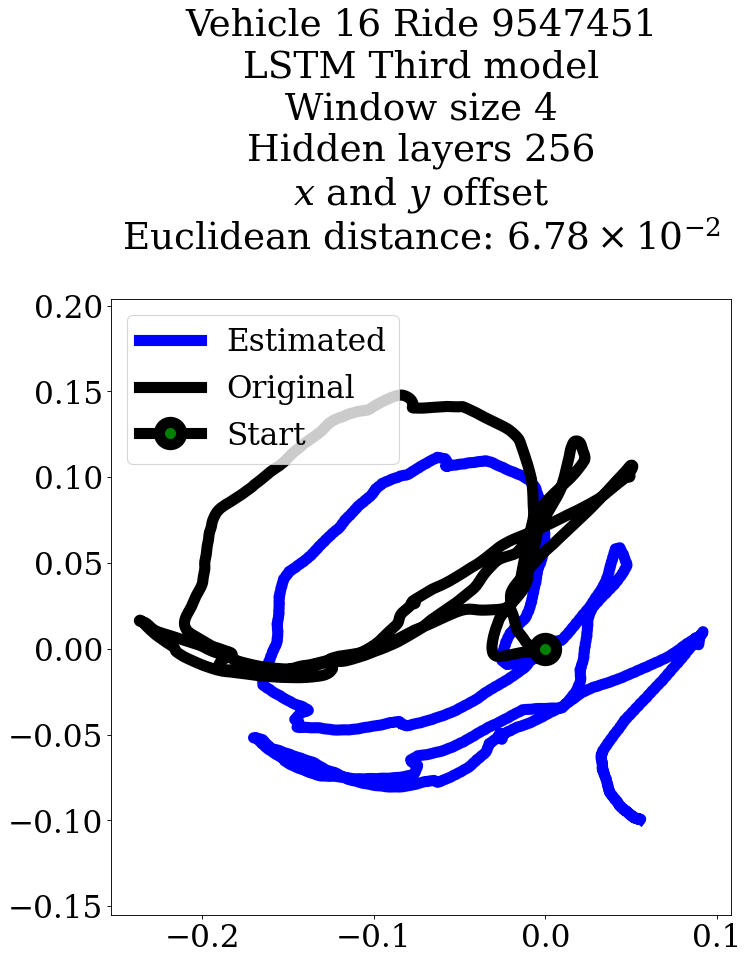 Vehicle 16 Ride 9547451
LSTM Third model
Window size 4
Hidden layers 256
x and y offset
Euclidean distance: 6.78 × 10⁻²
Estimated
Original
Start
0.20
0.15
0.10
0.05
0.00
−0.05
−0.10
−0.15
−0.2
−0.1
0.0
0.1